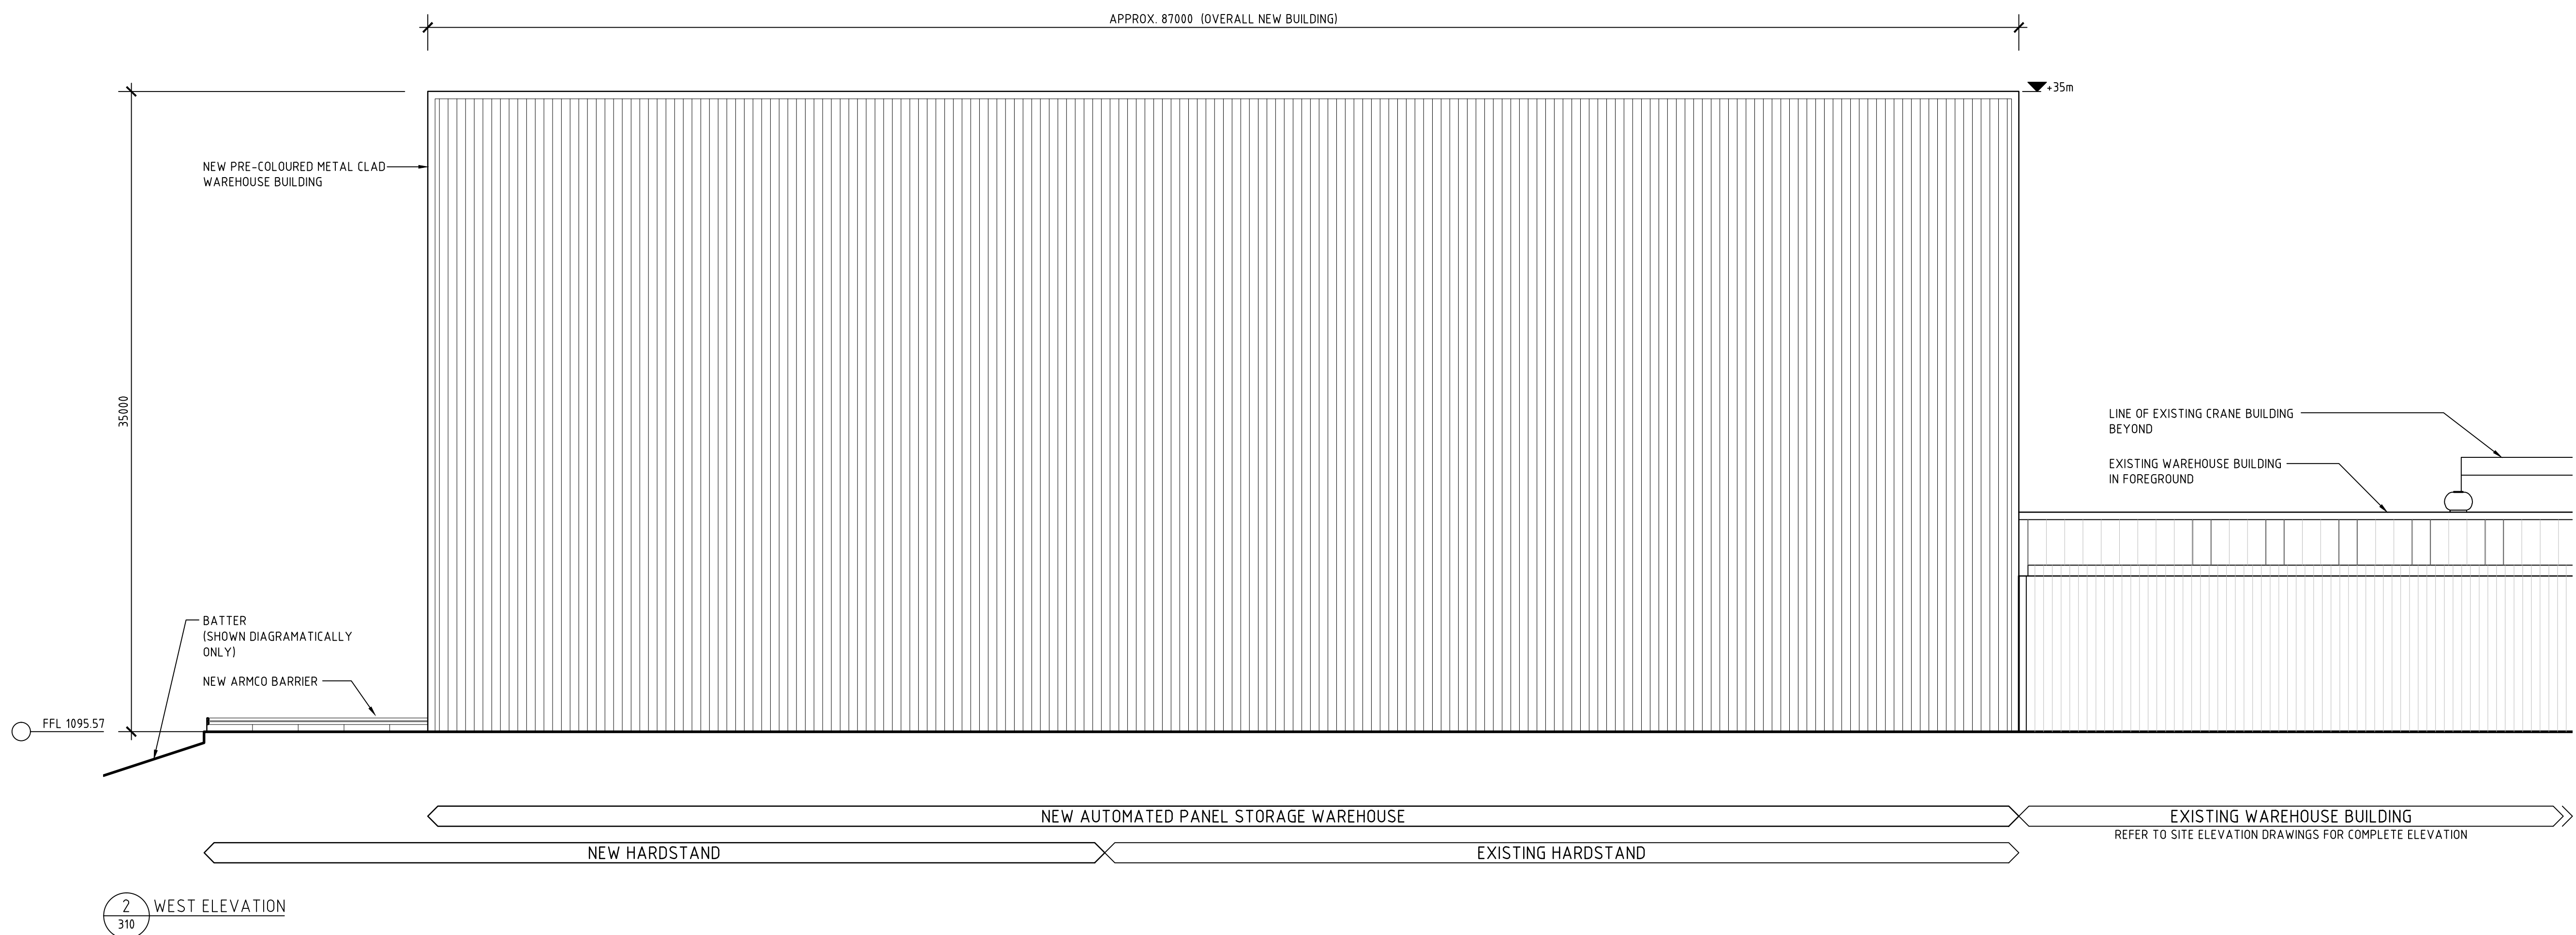 APPROX. 87000 (OVERALL NEW BUILDING)
+35m
NEW PRE-COLOURED METAL CLAD
WAREHOUSE BUILDING
35000
LINE OF EXISTING CRANE BUILDING
BEYOND
EXISTING WAREHOUSE BUILDING
IN FOREGROUND
BATTER
(SHOWN DIAGRAMATICALLY
ONLY)
NEW ARMCO BARRIER
FFL 1095.57
NEW AUTOMATED PANEL STORAGE WAREHOUSE
EXISTING WAREHOUSE BUILDING
REFER TO SITE ELEVATION DRAWINGS FOR COMPLETE ELEVATION
NEW HARDSTAND
EXISTING HARDSTAND
2
WEST ELEVATION
310